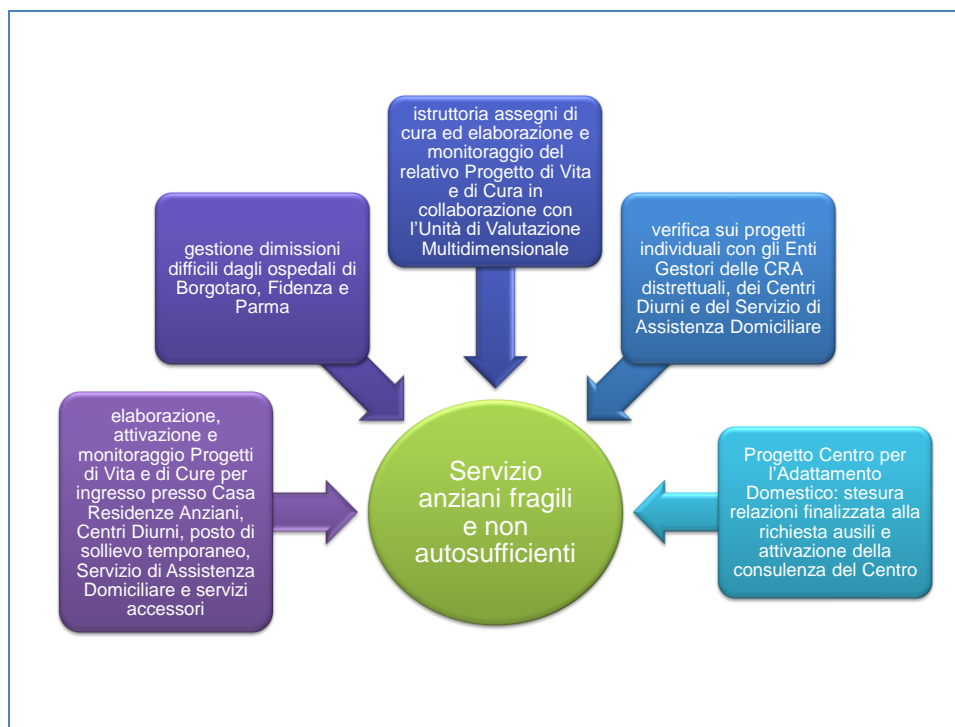 istruttoria assegni di
cura ed elaborazione e
monitoraggio del
relativo Progetto di Vita
e di Cura in
collaborazione con
l'Unità di Valutazione
Multidimensionale
gestione dimissioni
difficili dagli ospedali di
Borgotaro, Fidenza e
Parma
verifica sui progetti
individuali con gli Enti
Gestori delle CRA
distrettuali, dei Centri
Diurni e del Servizio di
Assistenza Domiciliare
elaborazione,
attivazione e
monitoraggio Progetti
di Vita e di Cure per
ingresso presso Casa
Residenze Anziani,
Centri Diurni, posto di
sollievo temporaneo,
Servizio di Assistenza
Domiciliare e servizi
accessori
Servizio
anziani fragili
e non
autosufficienti
Progetto Centro per
l'Adattamento
Domestico: stesura
relazioni finalizzata alla
richiesta ausili e
attivazione della
consulenza del Centro